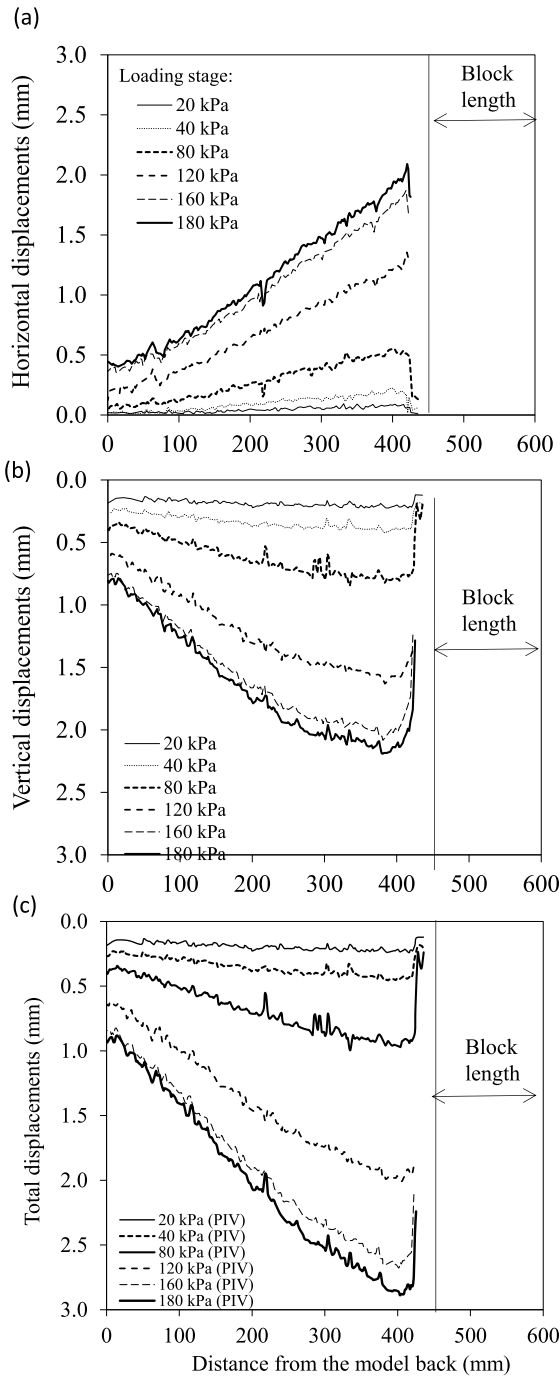 (a)
3.0
2.5
2.0
1.5
1.0
0.5
0.0
Horizontal displacements (mm)
Loading stage:
20 kPa
40 kPa
80 kPa
120 kPa
160 kPa
180 kPa
Block
length
0 100 200 300 400 500 600
(b)
0.0
0.5
1.0
1.5
2.0
2.5
3.0
Vertical displacements (mm)
Block
length
20 kPa
40 kPa
80 kPa
120 kPa
160 kPa
180 kPa
0 100 200 300 400 500 600
(c)
0.0
0.5
1.0
1.5
2.0
2.5
3.0
Total displacements (mm)
Block
length
20 kPa (PIV)
40 kPa (PIV)
80 kPa (PIV)
120 kPa (PIV)
160 kPa (PIV)
180 kPa (PIV)
0 100 200 300 400 500 600
Distance from the model back (mm)